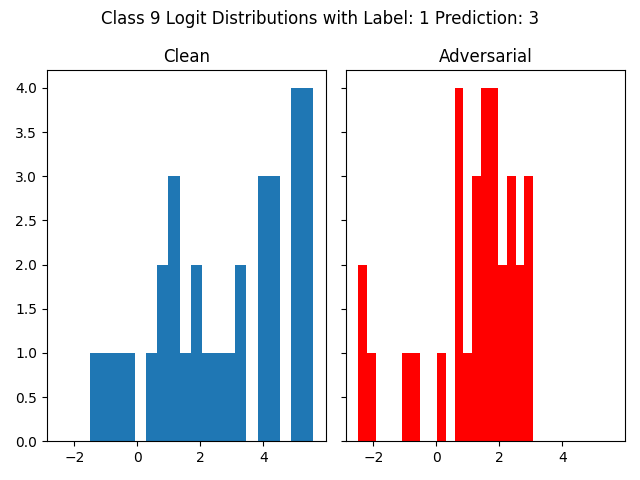 Class 9 Logit Distributions with Label: 1 Prediction: 3
Clean
Adversarial
4.0
3.5
3.0
2.5
2.0
1.5
1.0
0.5
0.0
−2 0 2 4
−2 0 2 4